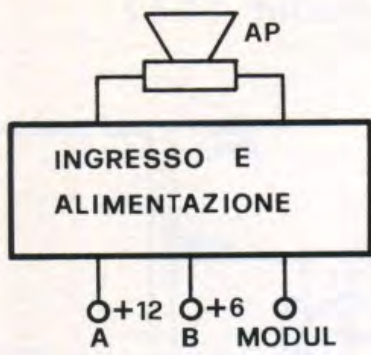 AP
INGRESSO E
ALIMENTAZIONE
+12 +6
A B MODUL